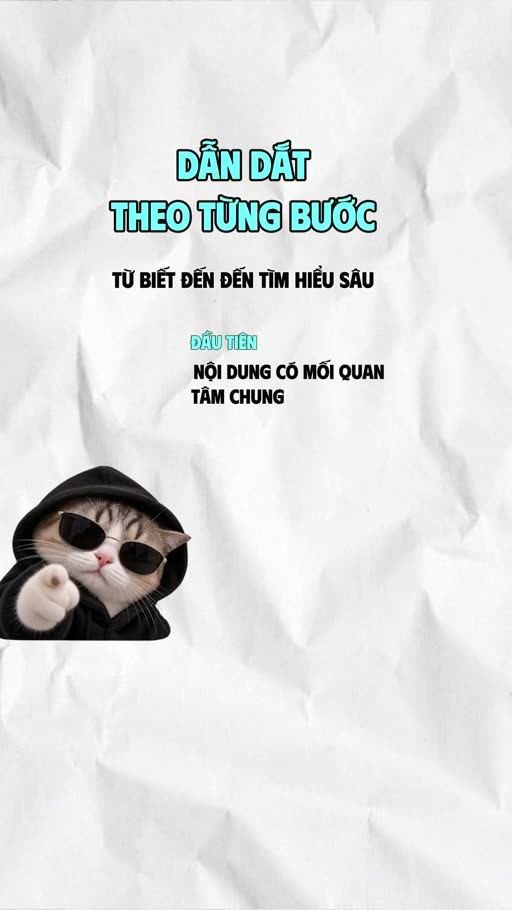 DẪN DẮT
THEO TỪNG BƯỚC
TỪ BIẾT ĐẾN ĐẾN TÌM HIỂU SÂU
ĐẦU TIÊN
NỘI DUNG CÓ MỐI QUAN
TÂM CHUNG